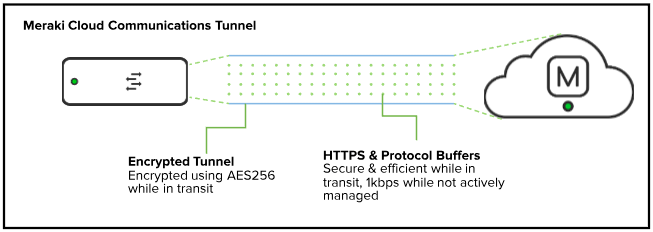 Meraki Cloud Communications Tunnel
M
Encrypted Tunnel
Encrypted using AES256
while in transit
HTTPS & Protocol Buffers
Secure & efficient while in
transit, 1kbps while not actively
managed